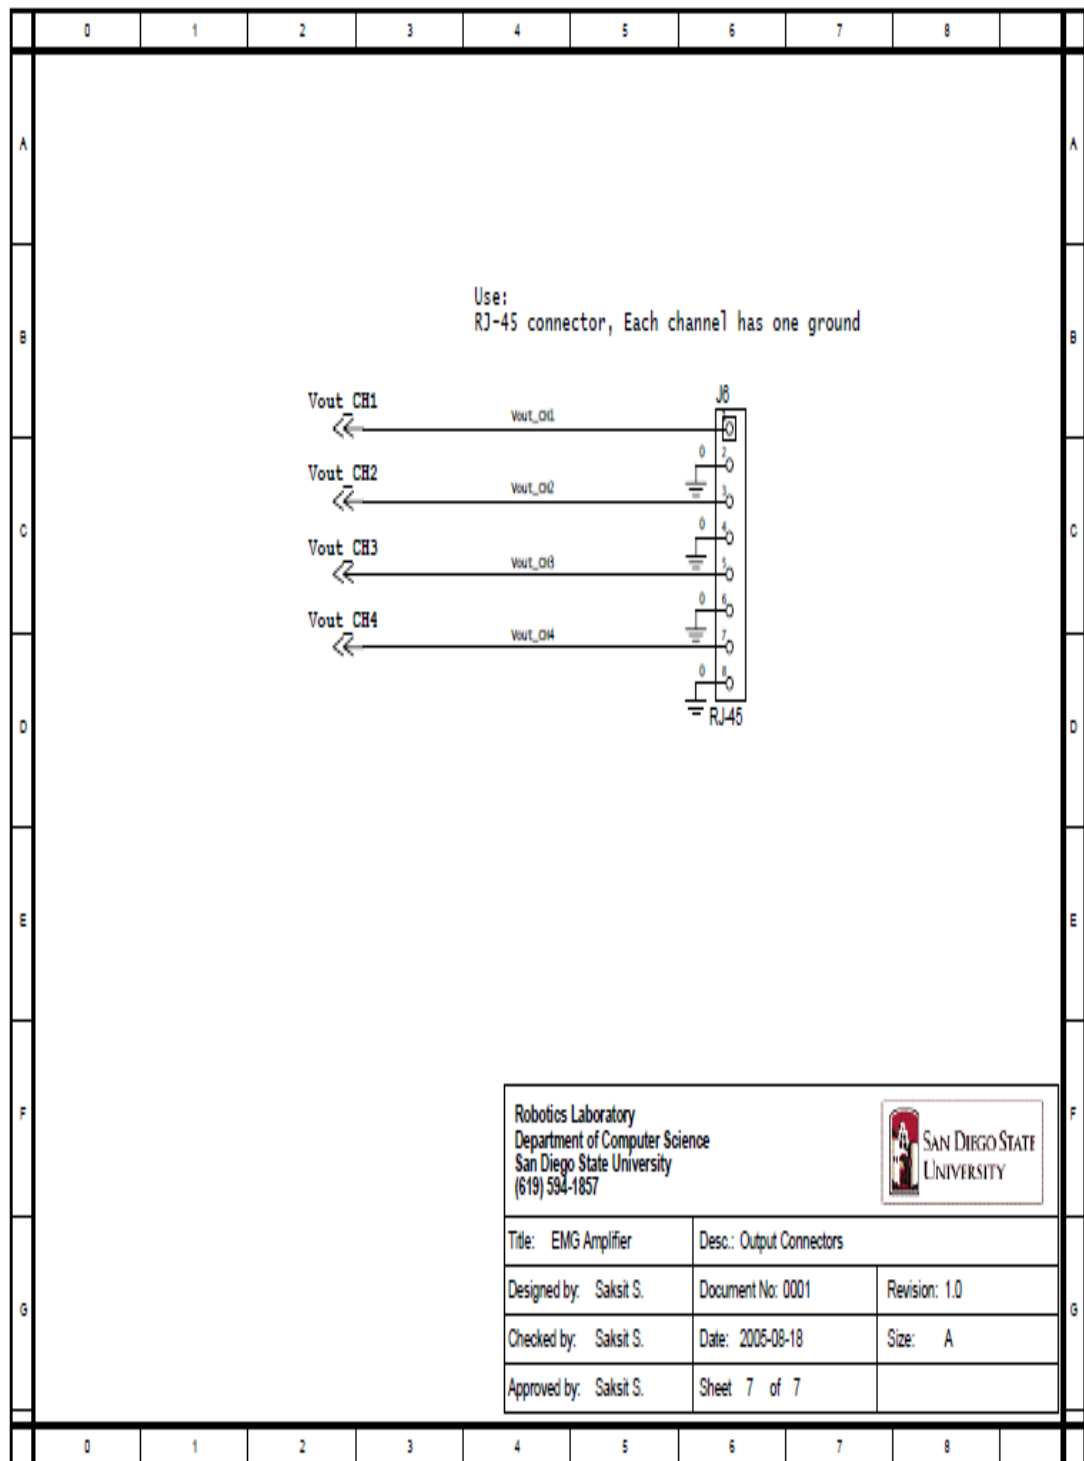 0 1 2 3 4 5 6 7 8
A A
Use:
RJ-45 connector, Each channel has one ground
B B
J6
Vout_CH1 Vout_CH1 1
0 2
Vout_CH2 Vout_CH2 3
C C
0 4
Vout_CH3 Vout_CH3 5
0 6
Vout_CH4 Vout_CH4 7
0 8
RJ-45
D D
E E
F F
Robotics Laboratory
Department of Computer Science
San Diego State University
(619) 594-1857
SAN DIEGO STATE
UNIVERSITY
Title: EMG Amplifier Desc.: Output Connectors
Designed by: Saksit S. Document No: 0001 Revision: 1.0
G G
Checked by: Saksit S. Date: 2005-08-18 Size: A
Approved by: Saksit S. Sheet 7 of 7
0 1 2 3 4 5 6 7 8